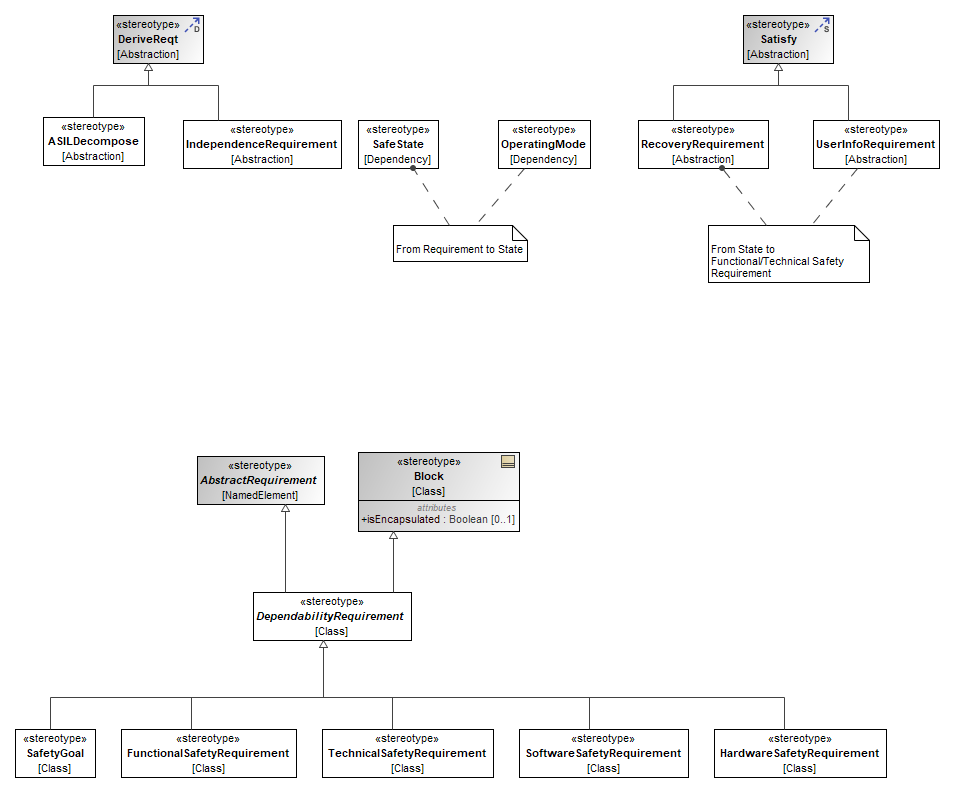 «stereotype»
DeriveReqt
[Abstraction]
D
«stereotype»
Satisfy
[Abstraction]
S
«stereotype»
ASILDecompose
[Abstraction]
«stereotype»
IndependenceRequirement
[Abstraction]
«stereotype»
SafeState
[Dependency]
«stereotype»
OperatingMode
[Dependency]
«stereotype»
RecoveryRequirement
[Abstraction]
«stereotype»
UserInfoRequirement
[Abstraction]
From Requirement to State
From State to
Functional/Technical Safety
Requirement
«stereotype»
AbstractRequirement
[NamedElement]
«stereotype»
Block
[Class]
attributes
+isEncapsulated : Boolean [0..1]
«stereotype»
DependabilityRequirement
[Class]
«stereotype»
SafetyGoal
[Class]
«stereotype»
FunctionalSafetyRequirement
[Class]
«stereotype»
TechnicalSafetyRequirement
[Class]
«stereotype»
SoftwareSafetyRequirement
[Class]
«stereotype»
HardwareSafetyRequirement
[Class]